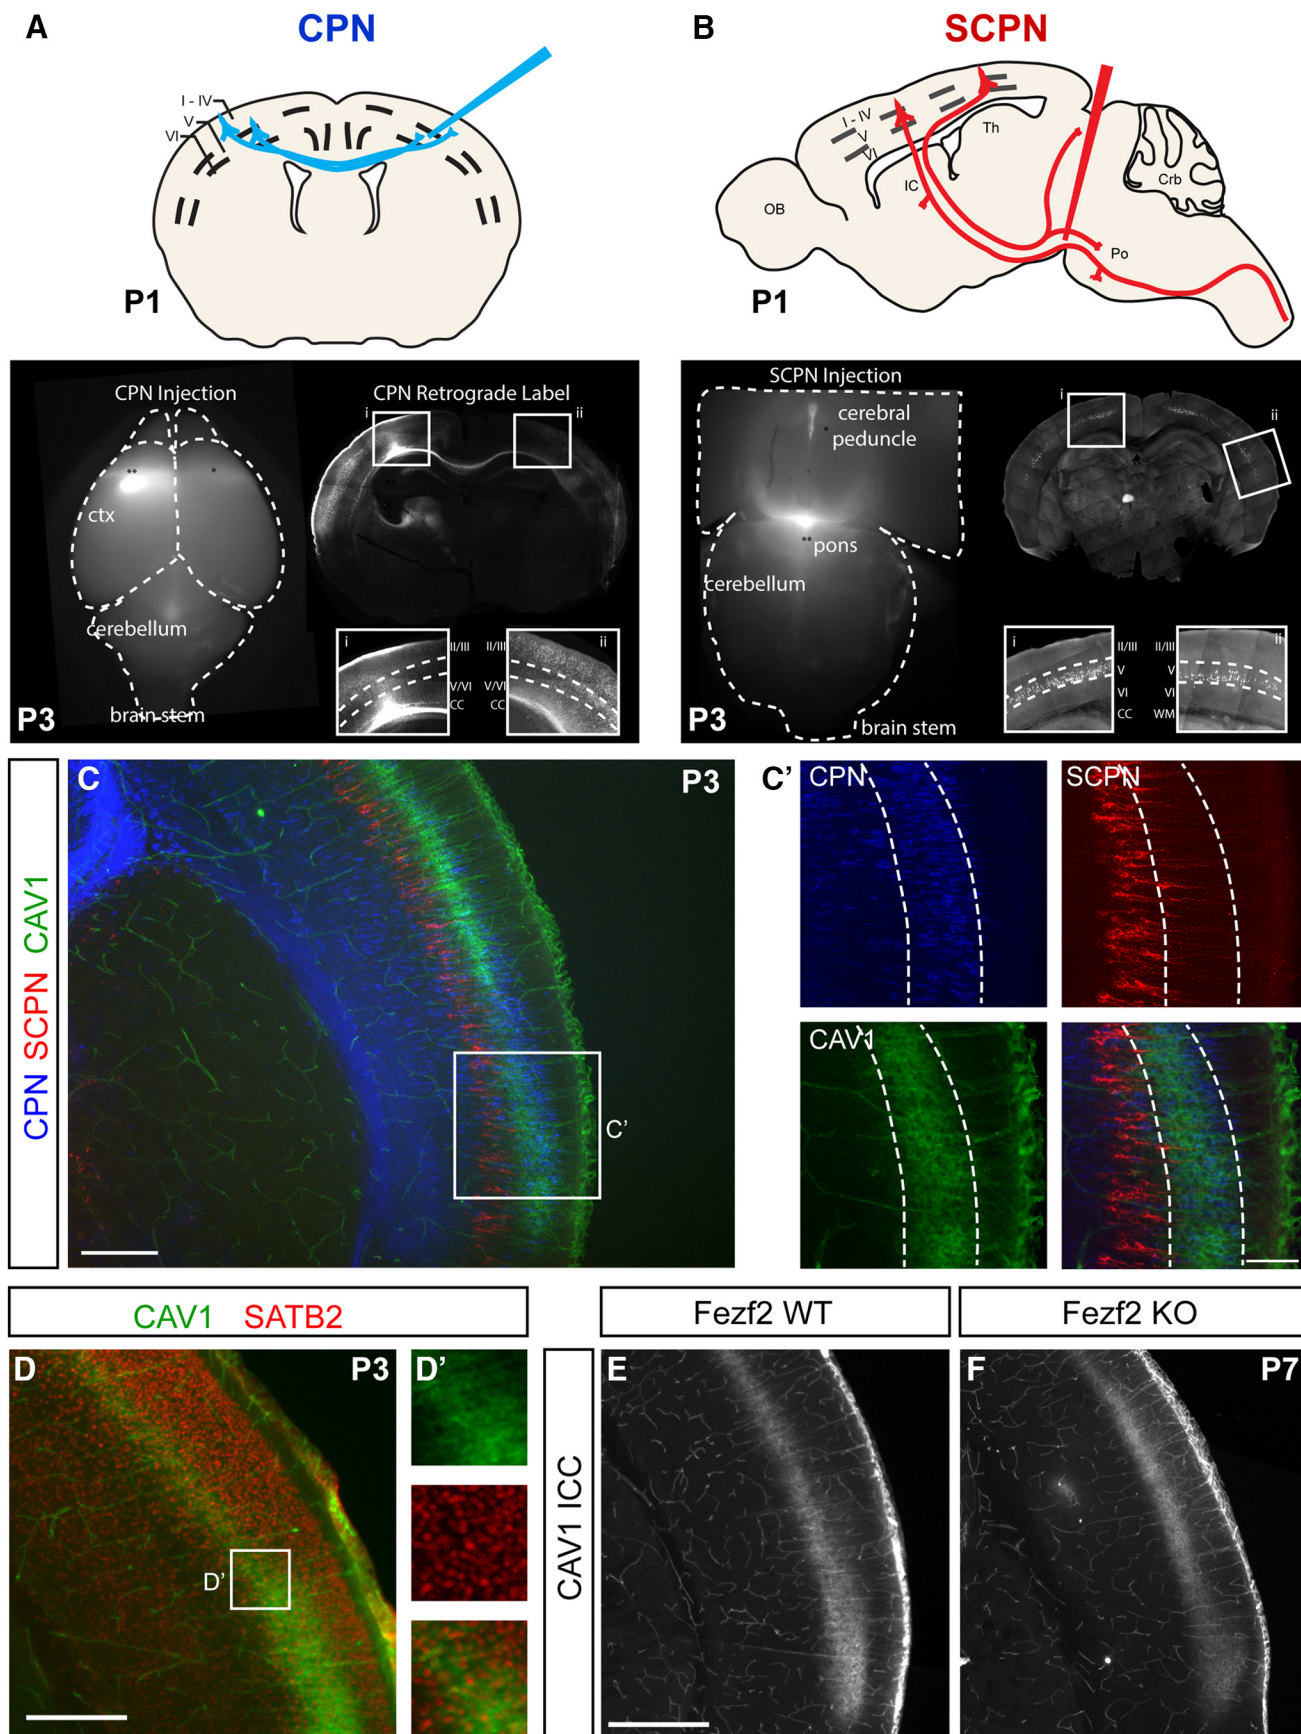 A
CPN
I - IV
V
VI
P1
B
SCPN
I - IV
V
VI
Th
IC
OB
Crb
Po
P1
CPN Injection
**
*
ctx
cerebellum
brain stem
P3
CPN Retrograde Label
i
ii
i
II/III
V/VI
CC
II/III
V/VI
CC
ii
SCPN Injection
cerebral
peduncle
*
**
pons
cerebellum
brain stem
P3
i
ii
i
II/III
V
VI
CC
II/III
V
VI
WM
ii
CPN SCPN CAV1
C
P3
C'
C'
CPN
SCPN
CAV1
CAV1 SATB2
D
P3
D'
D'
Fezf2 WT
Fezf2 KO
CAV1 ICC
E
F
P7